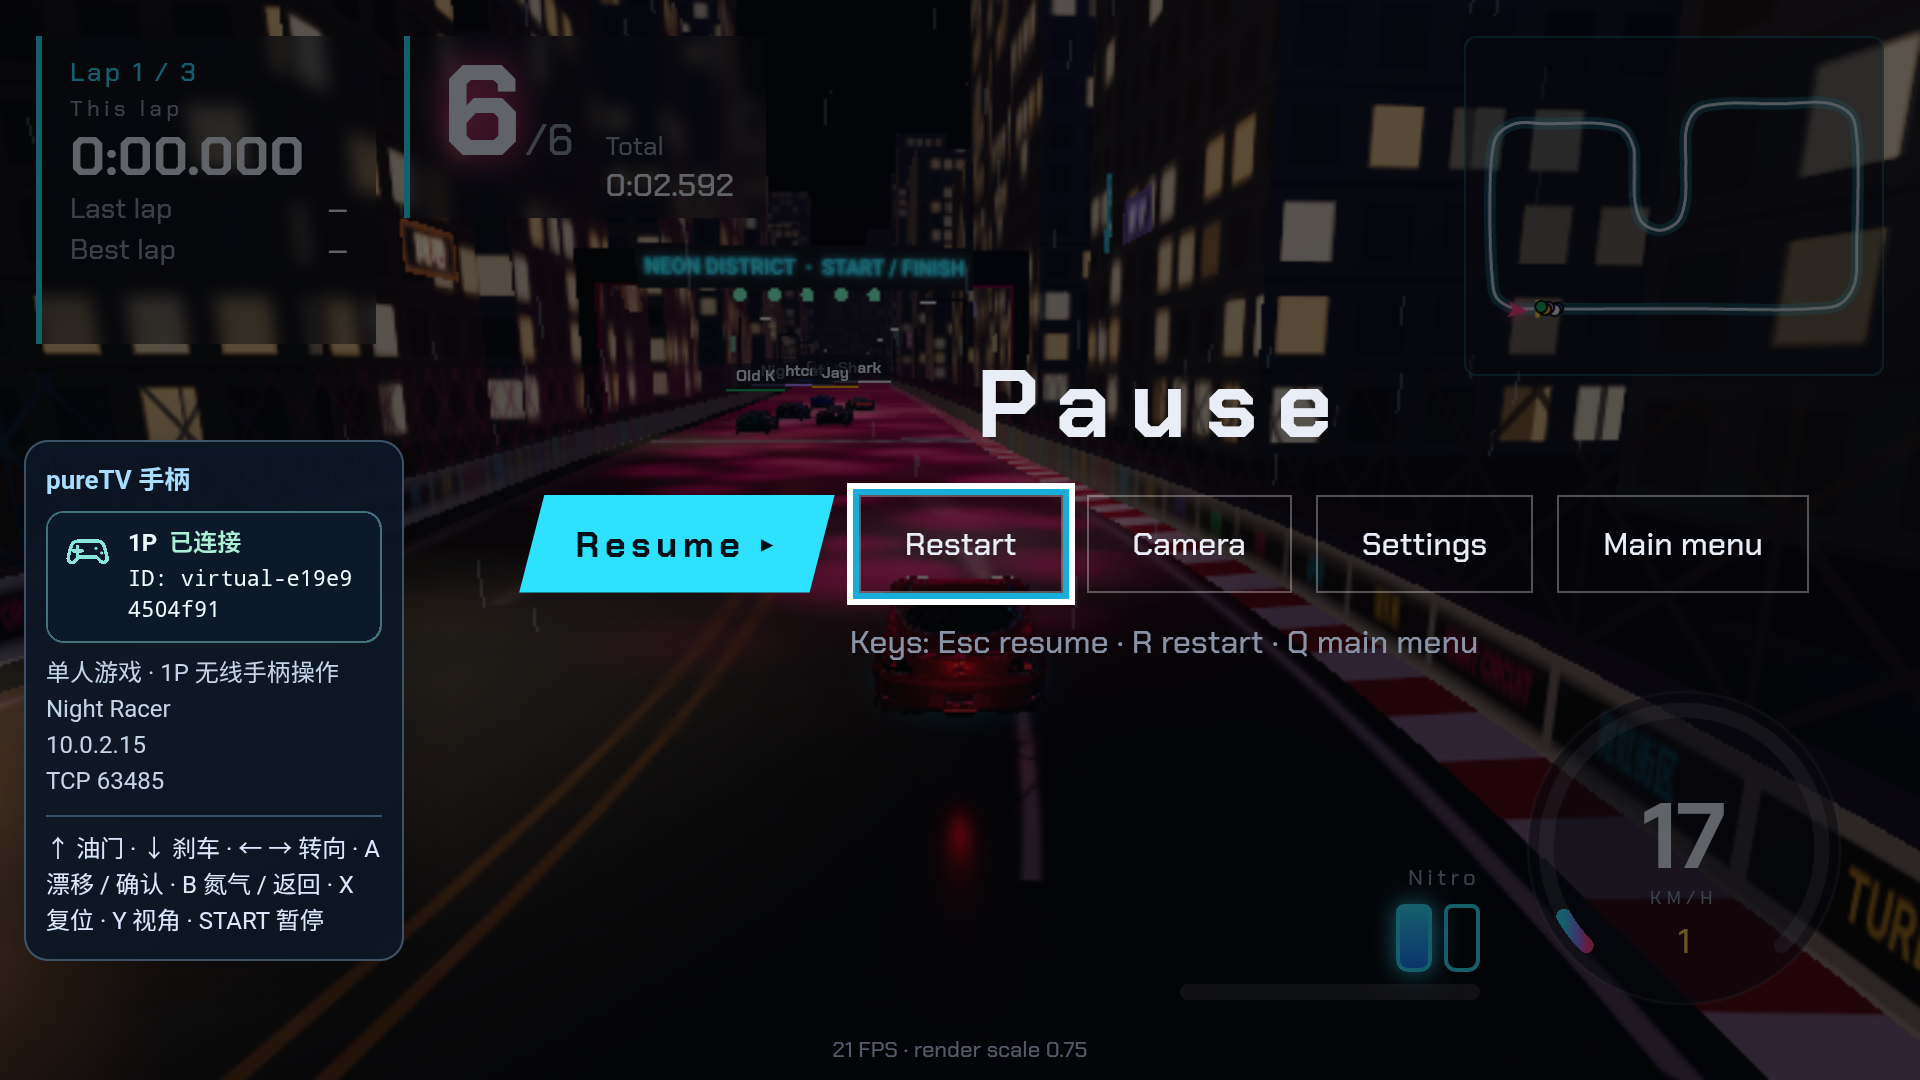 Lap 1 / 3
This lap
0:00.000
Last lap –
Best lap –
6/6
Total
0:02.592
NEON DISTRICT · START / FINISH
Old K
Jay
Pause
Resume ▸
Restart
Camera
Settings
Main menu
Keys: Esc resume · R restart · Q main menu
pureTV 手柄
1P 已连接
ID: virtual-e19e9
4504f91
单人游戏 · 1P 无线手柄操作
Night Racer
10.0.2.15
TCP 63485
↑ 油门 · ↓ 刹车 · ← → 转向 · A
漂移 / 确认 · B 氮气 / 返回 · X
复位 · Y 视角 · START 暂停
Nitro
17
KM/H
1
21 FPS · render scale 0.75